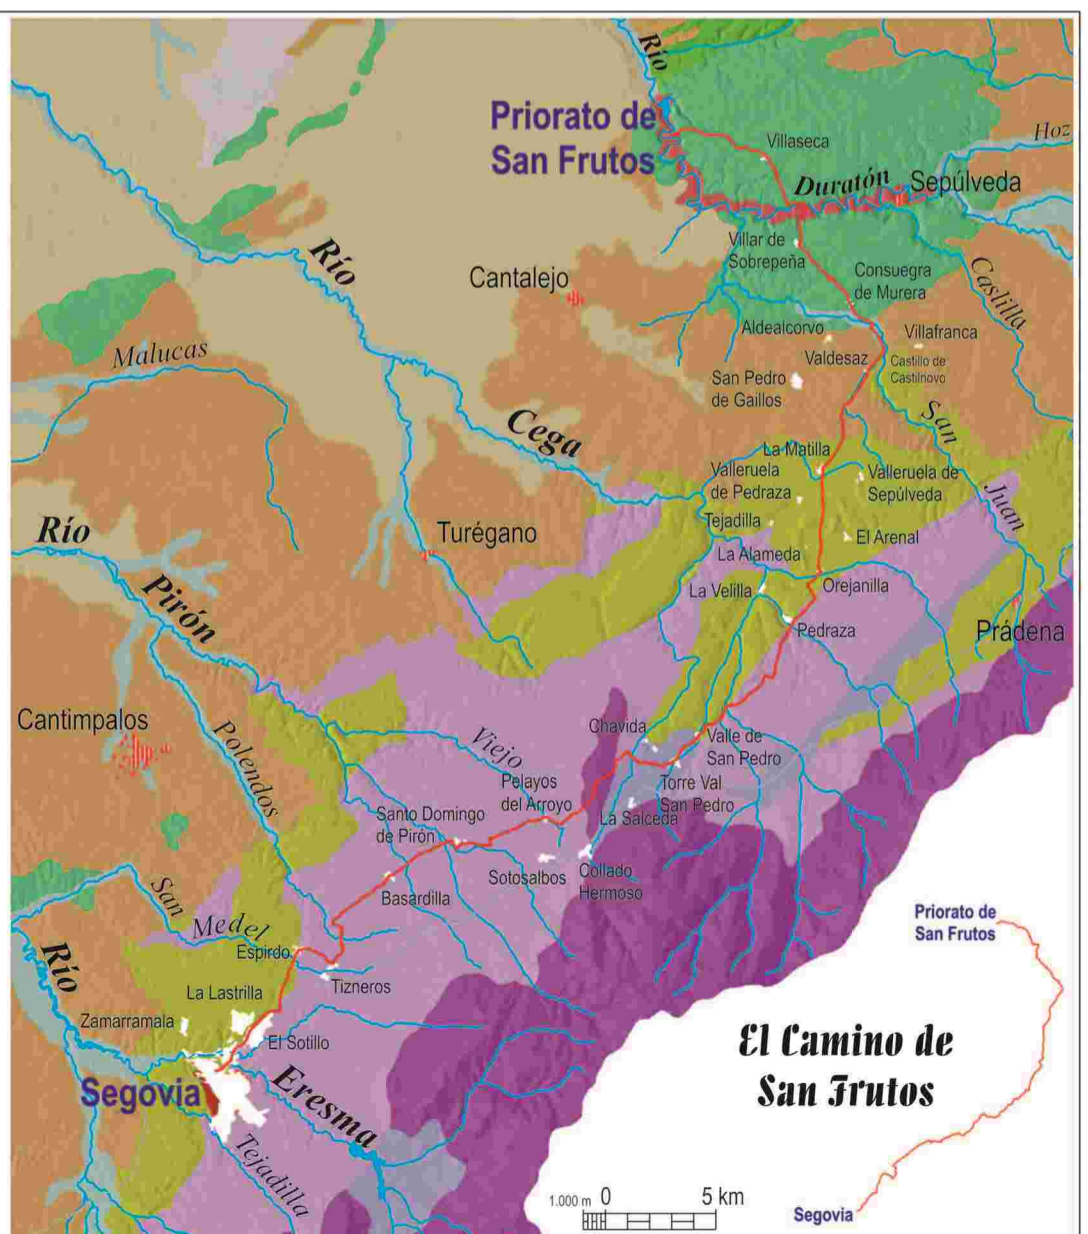 Río
Priorato de
San Frutos
Villaseca
Hoz
Duratón
Sepúlveda
Villar de
Sobrepeña
Río
Cantalejo
Consuegra
de Murera
Caslilla
Aldealcorvo
Villafranca
Malucas
Valdesaz
Castillo de
Castilnovo
San Pedro
de Gaillos
Cega
San
La Matilla
Valleruela
de Pedraza
Valleruela de
Sepúlveda
Juan
Río
Turégano
Tejadilla
El Arenal
La Alameda
Pirón
La Velilla
Orejanilla
Pedraza
Prádena
Cantimpalos
Polendos
Viejo
Chavida
Valle de
San Pedro
Pelayos
del Arroyo
Torre Val
San Pedro
Santo Domingo
de Pirón
La Salceda
Sotosalbos
Collado
Hermoso
Basardilla
San
Medel
Priorato de
San Frutos
Río
Espirdo
Tizneros
La Lastrilla
Zamarramala
El Sotillo
El Camino de
San Frutos
Segovia
Eresma
Tejadilla
1.000 m 0 5 km
Segovia